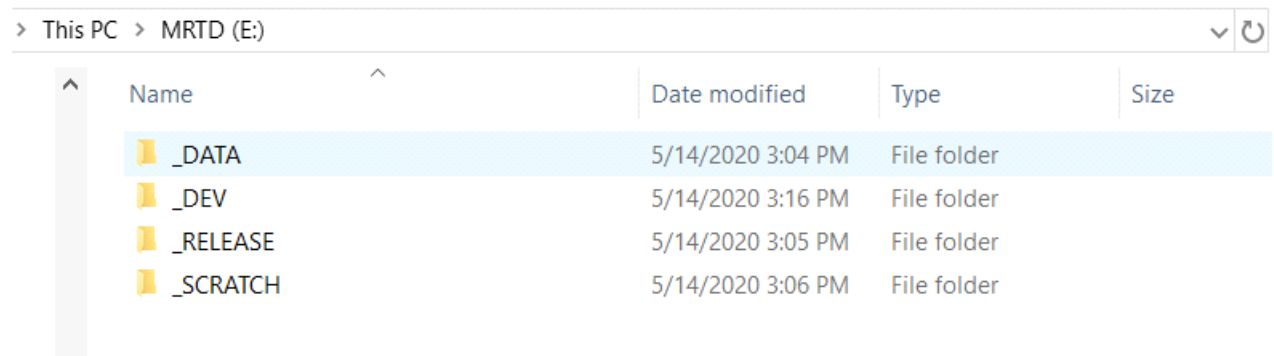 This PC > MRTD (E:)
Name Date modified Type Size
_DATA 5/14/2020 3:04 PM File folder
_DEV 5/14/2020 3:16 PM File folder
_RELEASE 5/14/2020 3:05 PM File folder
_SCRATCH 5/14/2020 3:06 PM File folder